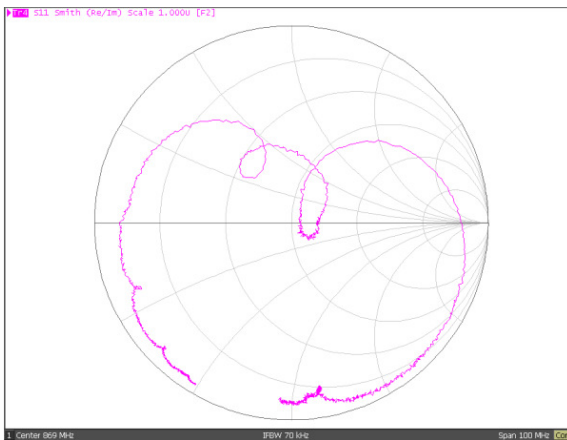 Tr4 S11 Smith (Re/Im) Scale 1.000U [F2]
1 Center 869 MHz IFBW 70 kHz Span 100 MHz